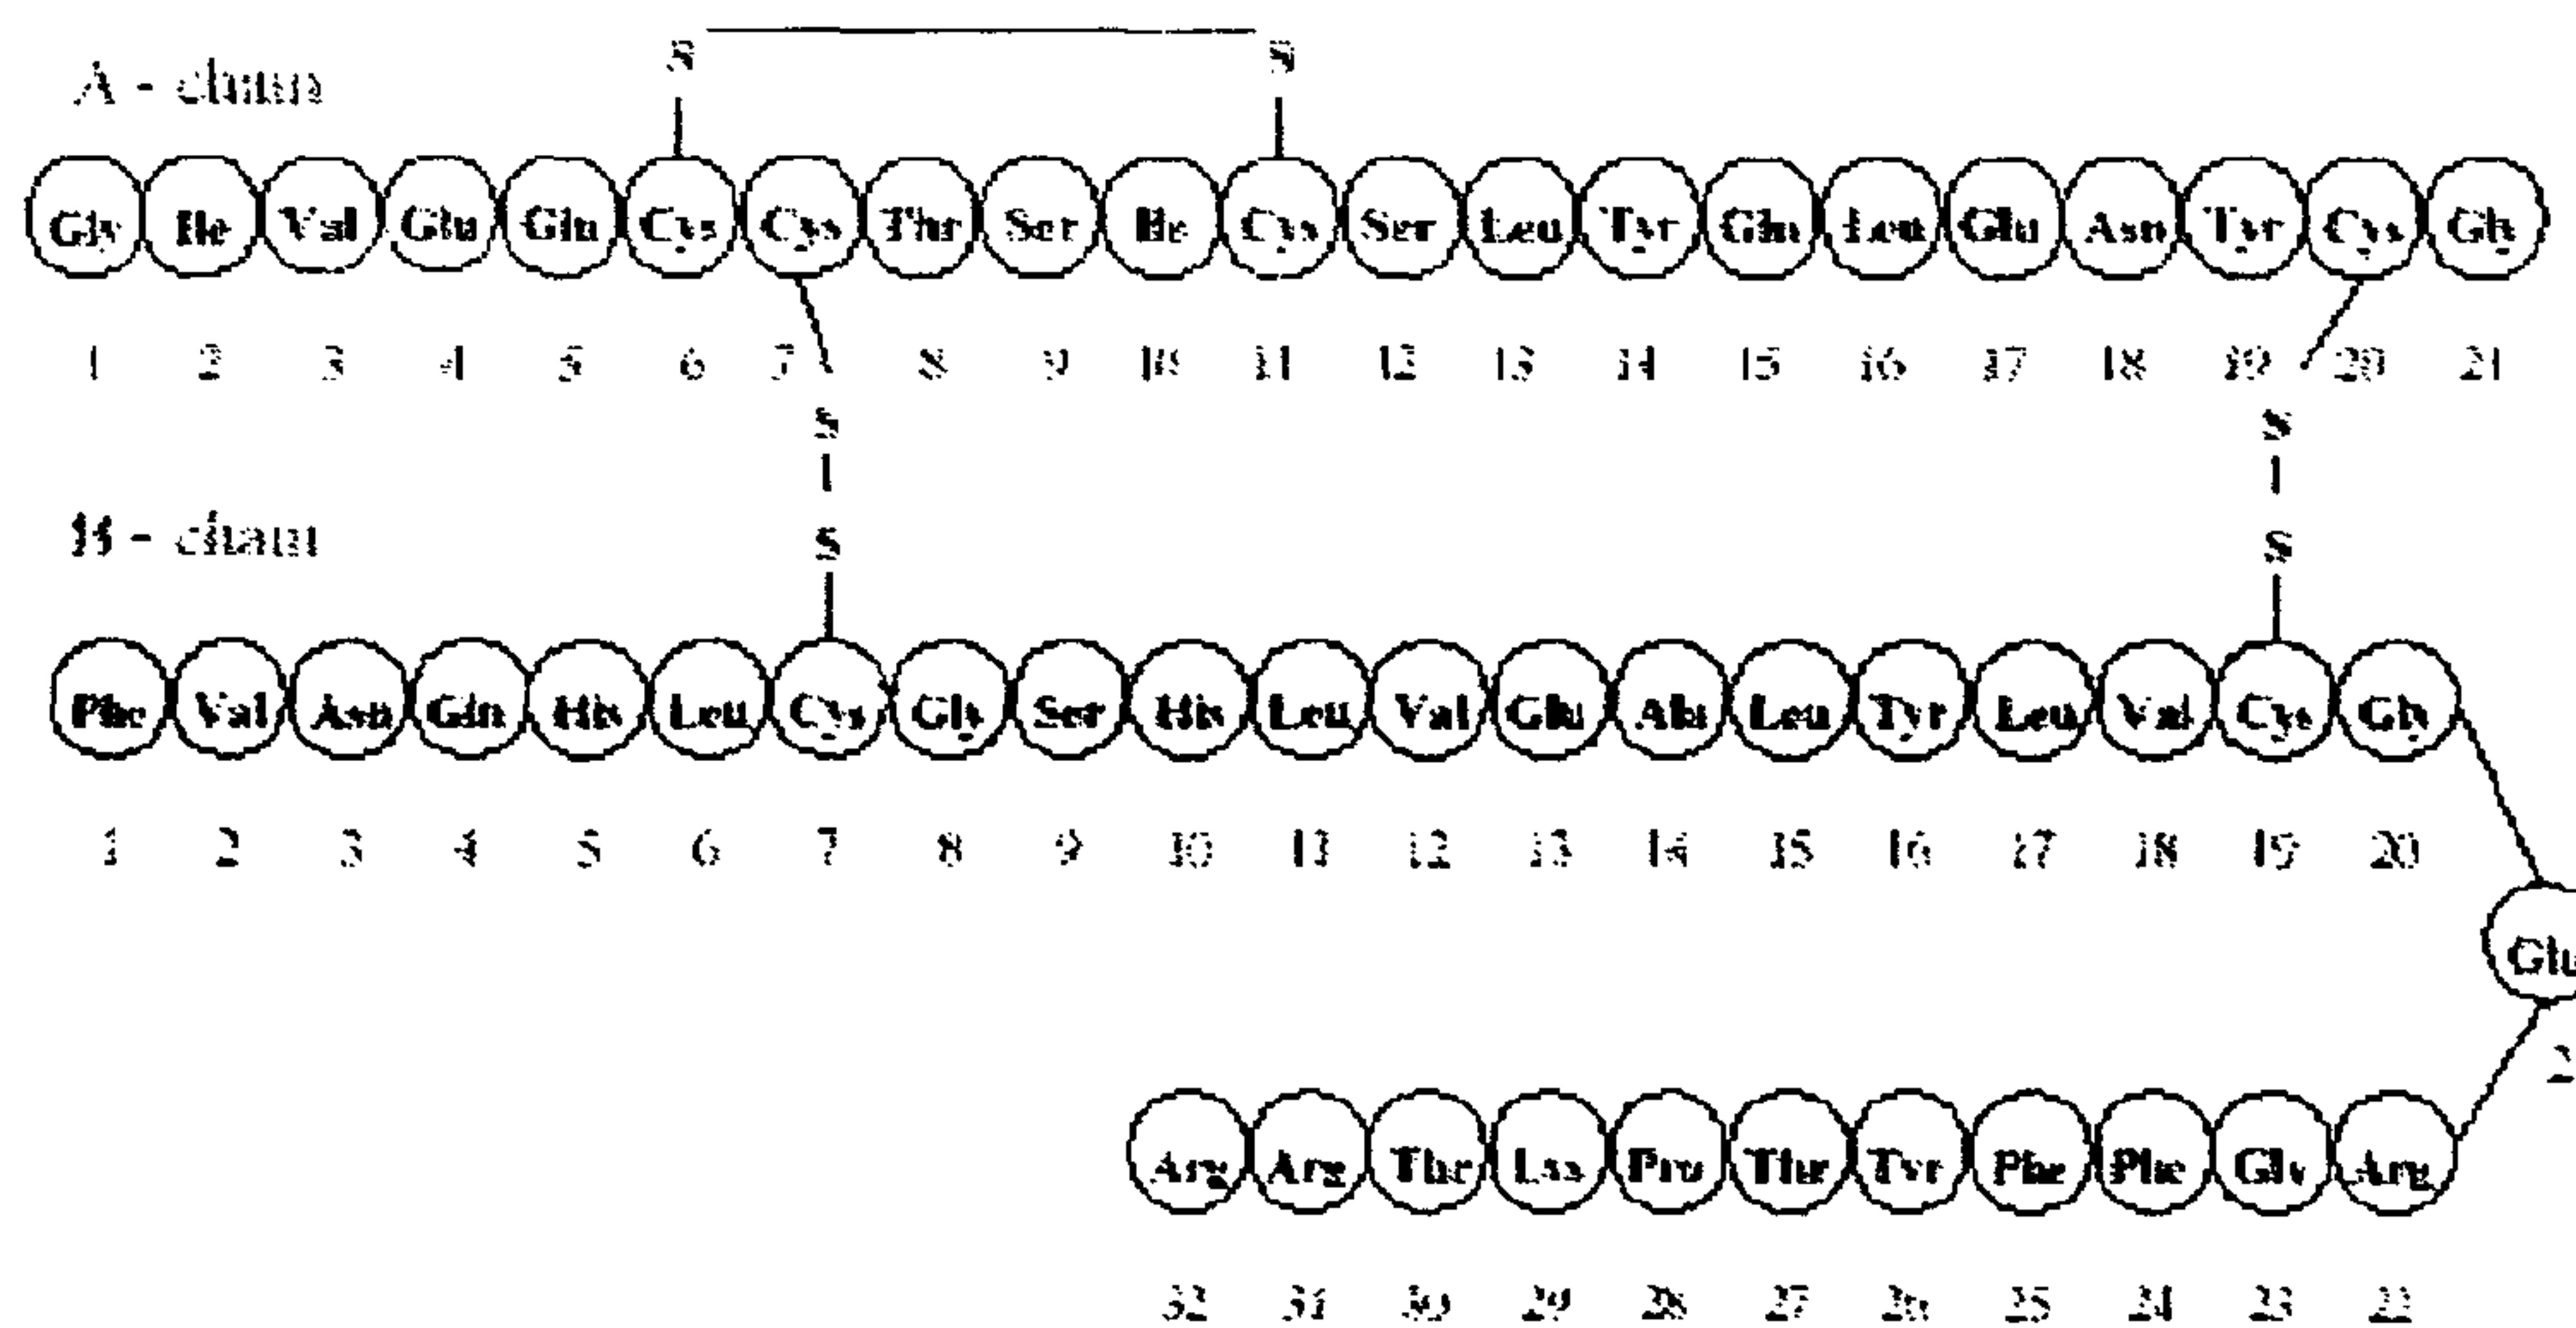 S S
A - chain
Gly Ile Val Glu Gln Cys Cys Thr Ser Ile Cys Ser Leu Tyr Gln Leu Glu Asn Tyr Cys Gly
1 2 3 4 5 6 7 8 9 10 11 12 13 14 15 16 17 18 19 20 21
S S
S S
B - chain
Phe Val Asn Gln His Leu Cys Gly Ser His Leu Val Glu Ala Leu Tyr Leu Val Cys Gly
1 2 3 4 5 6 7 8 9 10 11 12 13 14 15 16 17 18 19 20
Glu
2
Arg Arg Thr Lys Pro Thr Tyr Phe Phe Gly Arg
32 31 30 29 28 27 26 25 24 23 22